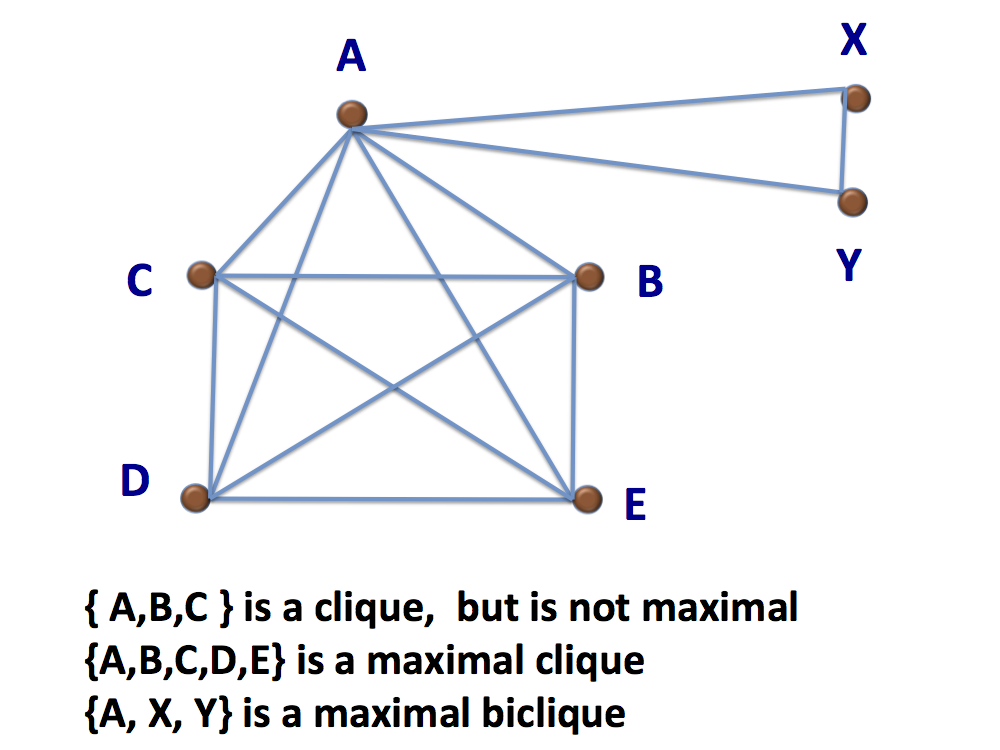 A
X
C
B
Y
D
E
{ A,B,C } is a clique,  but is not maximal
{A,B,C,D,E} is a maximal clique
{A, X, Y} is a maximal biclique